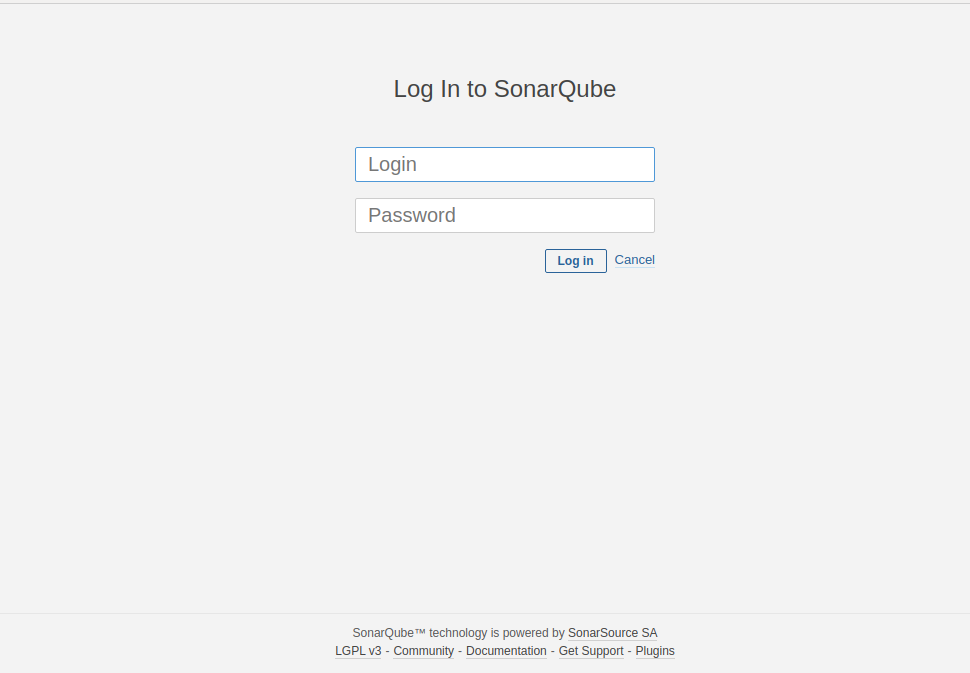 Log In to SonarQube
Login
Password
Log in Cancel
SonarQube™ technology is powered by SonarSource SA
LGPL v3 - Community - Documentation - Get Support - Plugins